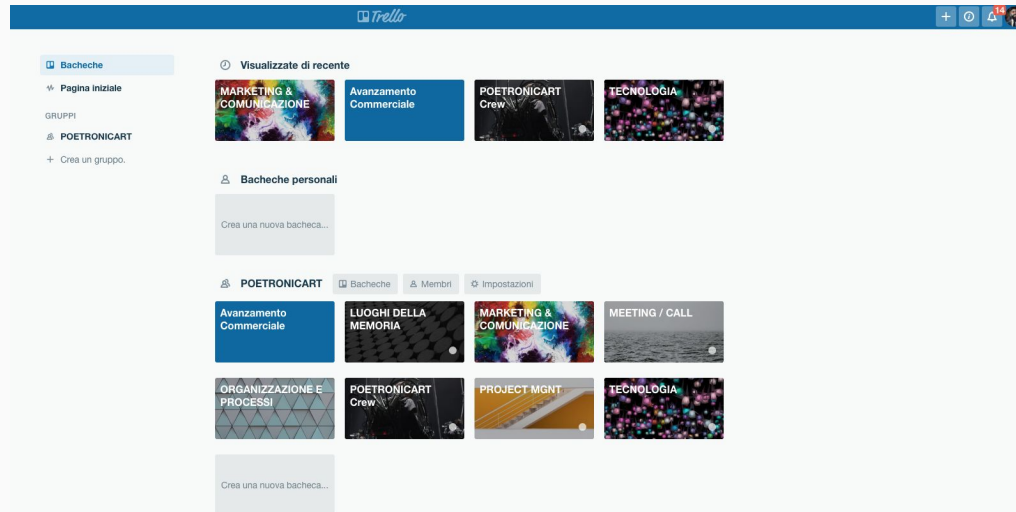 Trello
14
Bacheche
Pagina iniziale
GRUPPI
POETRONICART
Crea un gruppo.
Visualizzate di recente
MARKETING &
COMUNICAZIONE
Avanzamento
Commerciale
POETRONICART
Crew
TECNOLOGIA
Bacheche personali
Crea una nuova bacheca...
POETRONICART Bacheche Membri Impostazioni
Avanzamento
Commerciale
LUOGHI DELLA
MEMORIA
MARKETING &
COMUNICAZIONE
MEETING / CALL
ORGANIZZAZIONE E
PROCESSI
POETRONICART
Crew
PROJECT MGNT
TECNOLOGIA
Crea una nuova bacheca...